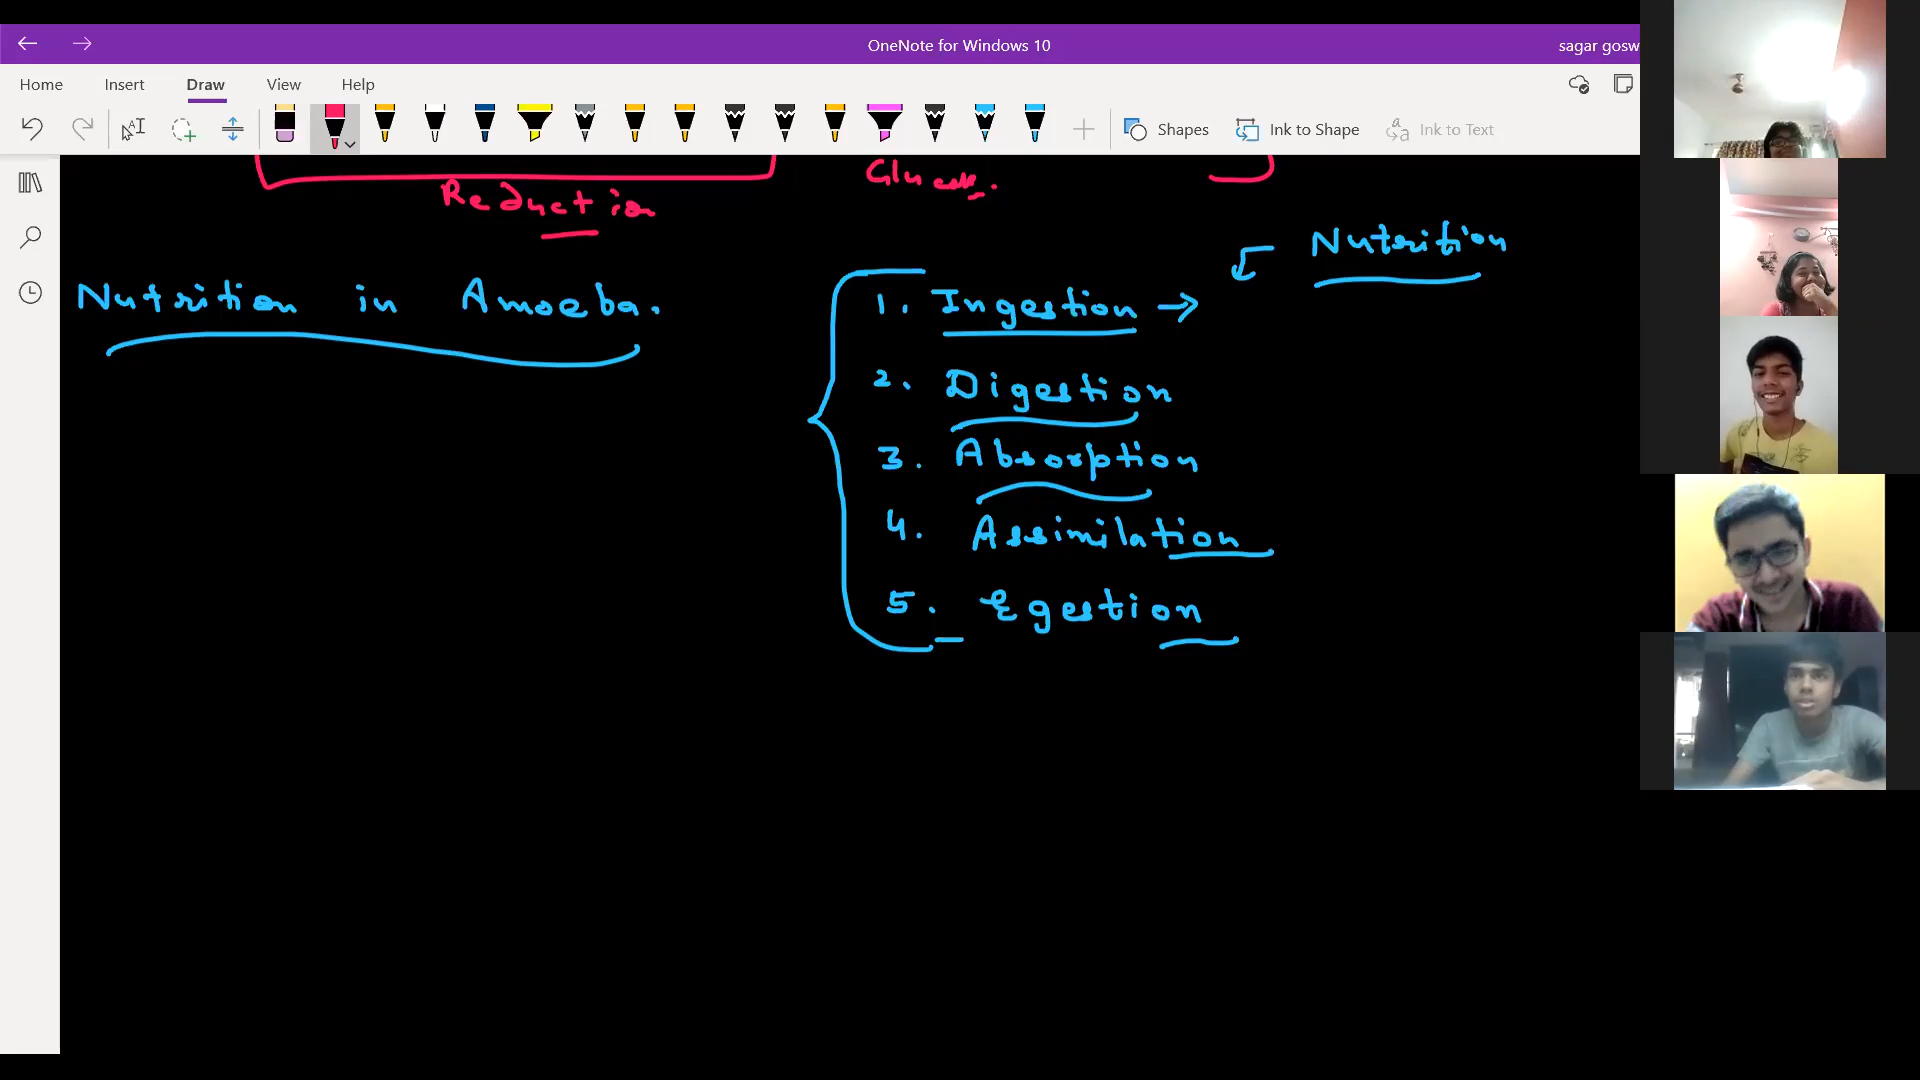 OneNote for Windows 10
sagar gosw
Home Insert Draw View Help
Shapes Ink to Shape Ink to Text
Reduction
Glucose.
Nutrition
Nutrition in Amoeba.
1. Ingestion →
2. Digestion
3. Absorption
4. Assimilation
5. Egestion